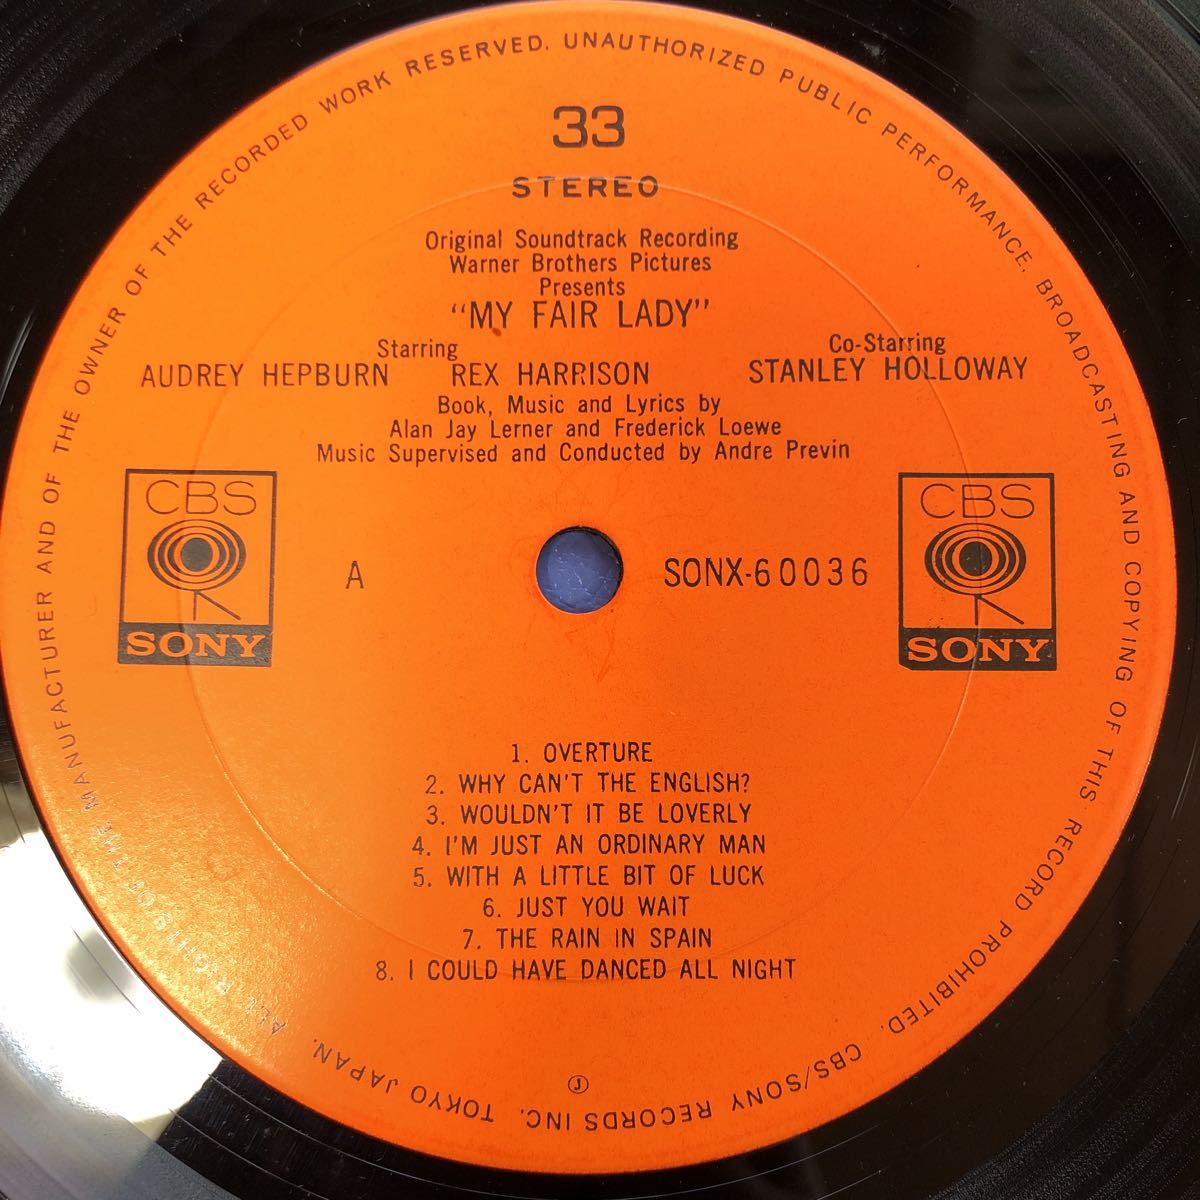 33
STEREO
Original Soundtrack Recording
Warner Brothers Pictures
Presents
"MY FAIR LADY"
Starring
Co-Starring
AUDREY HEPBURN REX HARRISON STANLEY HOLLOWAY
Book, Music and Lyrics by
Alan Jay Lerner and Frederick Loewe
Music Supervised and Conducted by Andre Previn
CBS
SONY
A
SONX-60036
CBS
SONY
1. OVERTURE
2. WHY CAN'T THE ENGLISH?
3. WOULDN'T IT BE LOVERLY
4. I'M JUST AN ORDINARY MAN
5. WITH A LITTLE BIT OF LUCK
6. JUST YOU WAIT
7. THE RAIN IN SPAIN
8. I COULD HAVE DANCED ALL NIGHT
J
ALL RIGHTS OF THE MANUFACTURER AND OF THE OWNER OF THE RECORDED WORK RESERVED. UNAUTHORIZED PUBLIC PERFORMANCE, BROADCASTING AND COPYING OF THIS RECORD PROHIBITED. CBS/SONY RECORDS INC. TOKYO JAPAN.